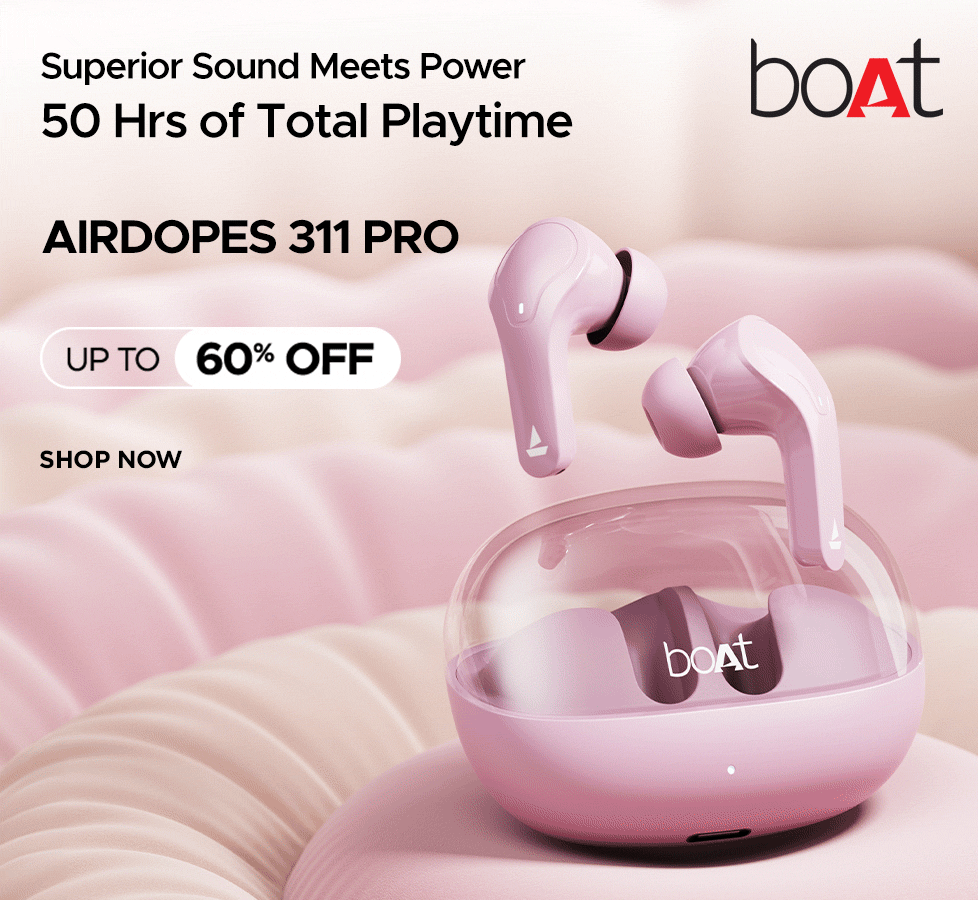 Superior Sound Meets Power
50 Hrs of Total Playtime
boAt
AIRDOPES 311 PRO
UP TO 60% OFF
SHOP NOW
boAt